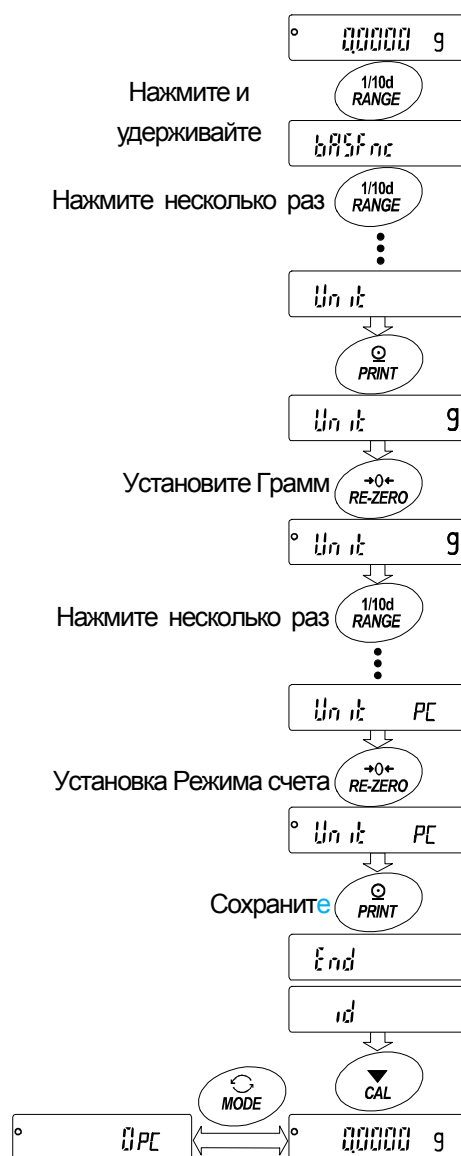 0.0000 g
1/10d
RANGE
Нажмите и
удерживайте
bASFnc
Нажмите несколько раз
1/10d
RANGE
Unit
PRINT
Unit g
Установите Грамм
→0←
RE-ZERO
Unit g
Нажмите несколько раз
1/10d
RANGE
Unit PC
Установка Режима счета
→0←
RE-ZERO
Unit PC
Сохраните
PRINT
End
id
MODE
CAL
0 PC
0.0000 g